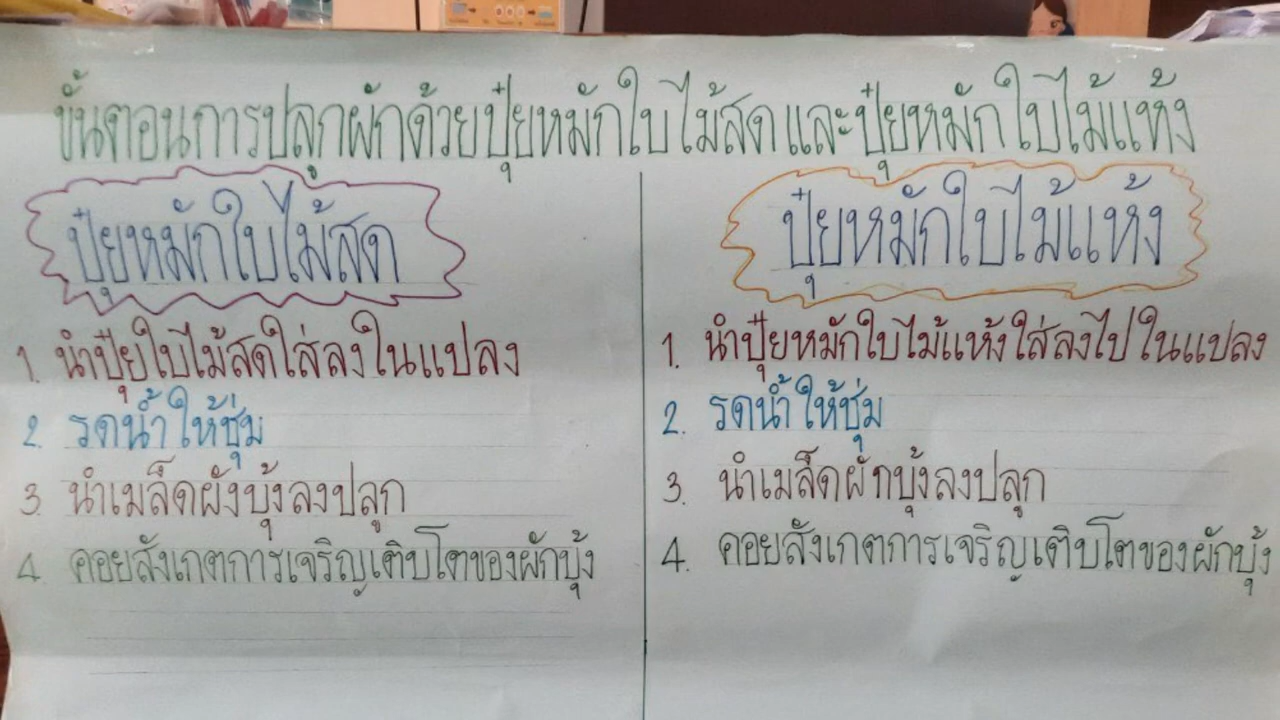 ขั้นตอนการปลูกผักด้วยปุ๋ยหมักใบไม้สดและปุ๋ยหมักใบไม้แห้ง
ปุ๋ยหมักใบไม้สด
1. นำปุ๋ยใบไม้สดใส่ลงในแปลง
2. รดน้ำให้ชุ่ม
3. นำเมล็ดผังบุ้งลงปลูก
4. คอยสังเกตการเจริญเติบโตของผักบุ้ง
ปุ๋ยหมักใบไม้แห้ง
1. นำปุ๋ยหมักใบไม้แห้งใส่ลงไปในแปลง
2. รดน้ำให้ชุ่ม
3. นำเมล็ดผักบุ้งลงปลูก
4. คอยสังเกตการเจริญเติบโตของผักบุ้ง